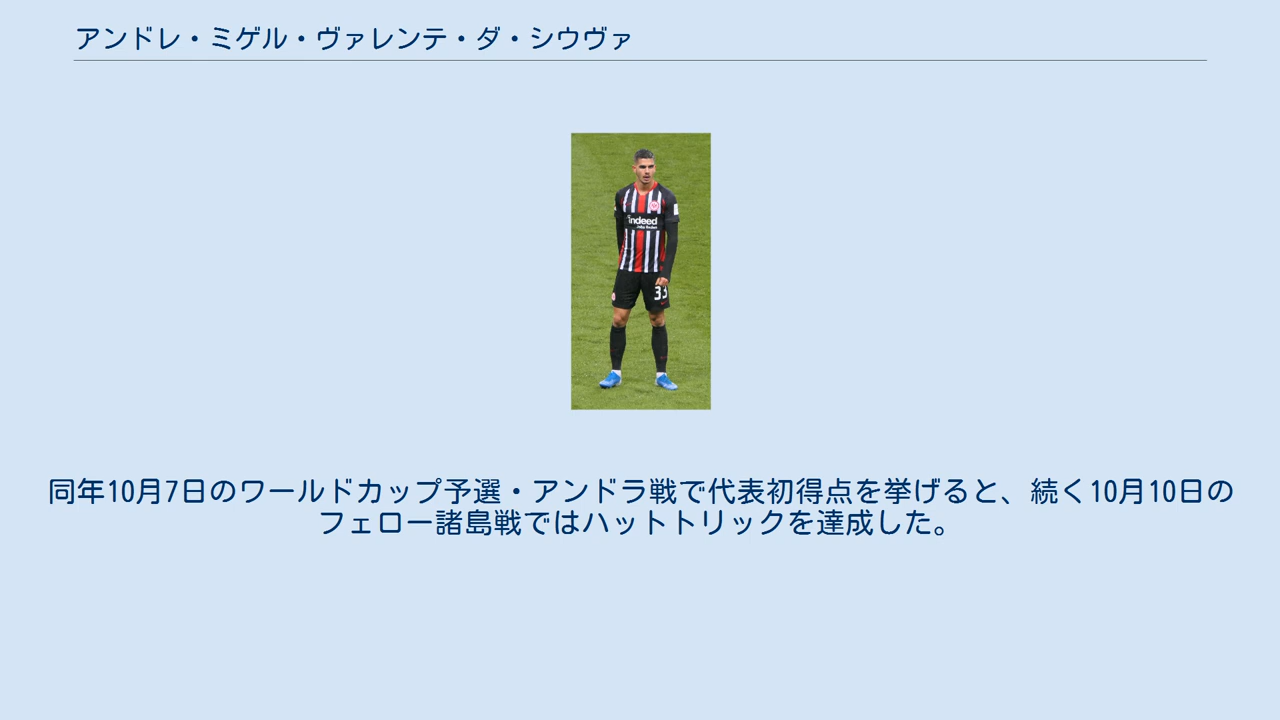 アンドレ・ミゲル・ヴァレンテ・ダ・シウヴァ
indeed
33
同年10月7日のワールドカップ予選・アンドラ戦で代表初得点を挙げると、続く10月10日の
フェロー諸島戦ではハットトリックを達成した。